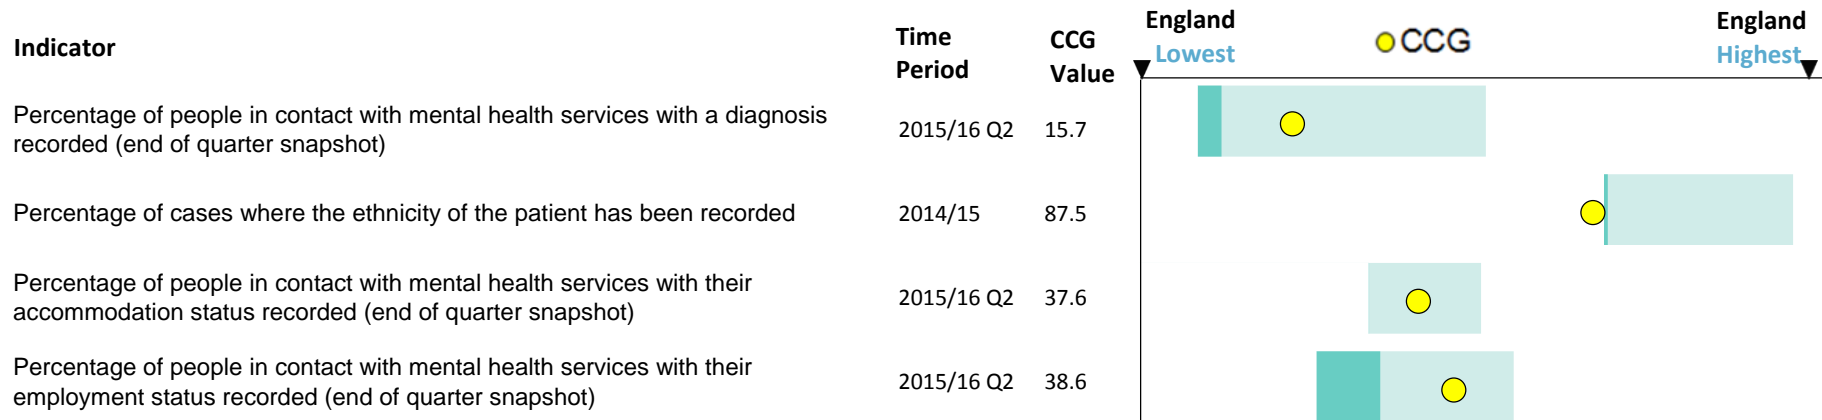 Indicator
Time
Period
CCG
Value
England
Lowest
CCG
England
Highest
Percentage of people in contact with mental health services with a diagnosis
recorded (end of quarter snapshot)
2015/16 Q2
15.7
Percentage of cases where the ethnicity of the patient has been recorded
2014/15
87.5
Percentage of people in contact with mental health services with their
accommodation status recorded (end of quarter snapshot)
2015/16 Q2
37.6
Percentage of people in contact with mental health services with their
employment status recorded (end of quarter snapshot)
2015/16 Q2
38.6